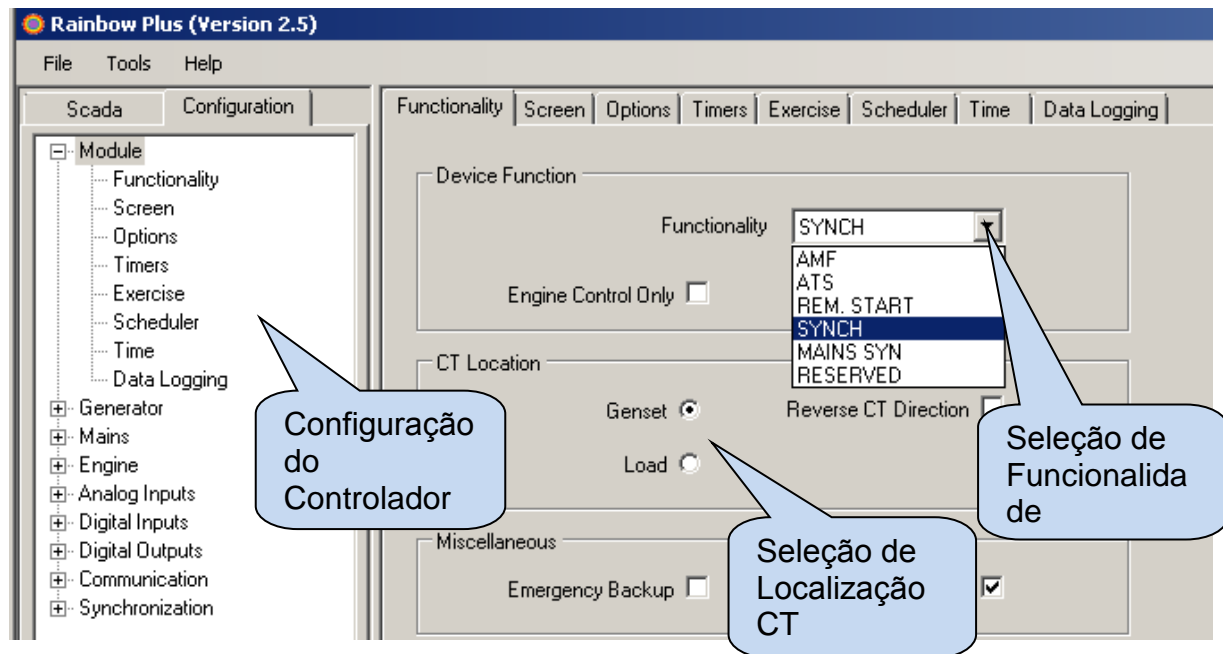 Rainbow Plus (Version 2.5)
File Tools Help
Scada Configuration
Functionality Screen Options Timers Exercise Scheduler Time Data Logging
Module
Functionality
Screen
Options
Timers
Exercise
Scheduler
Time
Data Logging
Generator
Mains
Engine
Analog Inputs
Digital Inputs
Digital Outputs
Communication
Synchronization
Device Function
Functionality SYNCH
AMF
ATS
REM. START
SYNCH
MAINS SYN
RESERVED
Engine Control Only
CT Location
Genset
Reverse CT Direction
Load
Miscellaneous
Emergency Backup
Configuração
do
Controlador
Seleção de
Localização
CT
Seleção de
Funcionalida
de